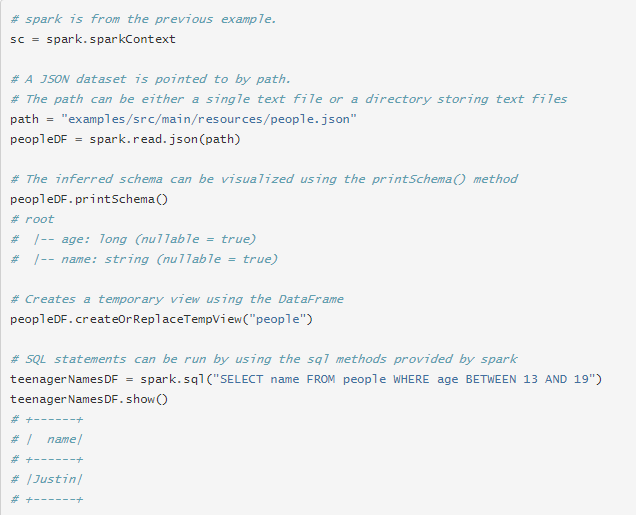 # spark is from the previous example.
sc = spark.sparkContext
# A JSON dataset is pointed to by path.
# The path can be either a single text file or a directory storing text files
path = "examples/src/main/resources/people.json"
peopleDF = spark.read.json(path)
# The inferred schema can be visualized using the printSchema() method
peopleDF.printSchema()
# root
#  |-- age: long (nullable = true)
#  |-- name: string (nullable = true)
# Creates a temporary view using the DataFrame
peopleDF.createOrReplaceTempView("people")
# SQL statements can be run by using the sql methods provided by spark
teenagerNamesDF = spark.sql("SELECT name FROM people WHERE age BETWEEN 13 AND 19")
teenagerNamesDF.show()
# +------+
# |  name|
# +------+
# |Justin|
# +------+